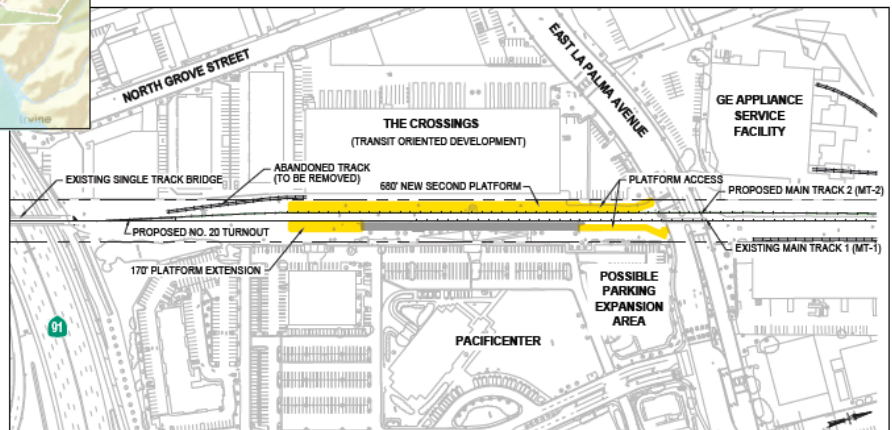 Irvine
NORTH GROVE STREET
EAST LA PALMA AVENUE
THE CROSSINGS
(TRANSIT ORIENTED DEVELOPMENT)
GE APPLIANCE
SERVICE
FACILITY
EXISTING SINGLE TRACK BRIDGE
ABANDONED TRACK
(TO BE REMOVED)
680' NEW SECOND PLATFORM
PLATFORM ACCESS
PROPOSED MAIN TRACK 2 (MT-2)
PROPOSED NO. 20 TURNOUT
EXISTING MAIN TRACK 1 (MT-1)
170' PLATFORM EXTENSION
POSSIBLE
PARKING
EXPANSION
AREA
91
PACIFICENTER